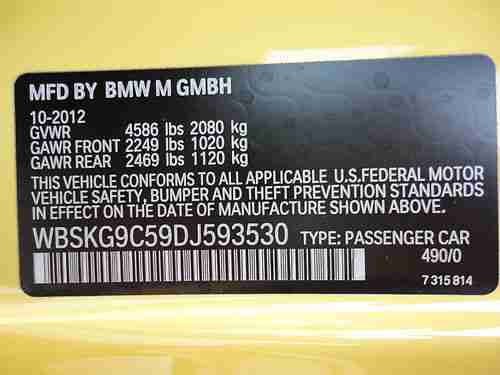 MFD BY BMW M GMBH
10-2012
GVWR 4586 lbs 2080 kg
GAWR FRONT 2249 lbs 1020 kg
GAWR REAR 2469 lbs 1120 kg
THIS VEHICLE CONFORMS TO ALL APPLICABLE U.S.FEDERAL MOTOR
VEHICLE SAFETY, BUMPER AND THEFT PREVENTION STANDARDS
IN EFFECT ON THE DATE OF MANUFACTURE SHOWN ABOVE.
WBSKG9C59DJ593530 TYPE: PASSENGER CAR
490/0
7 315 814